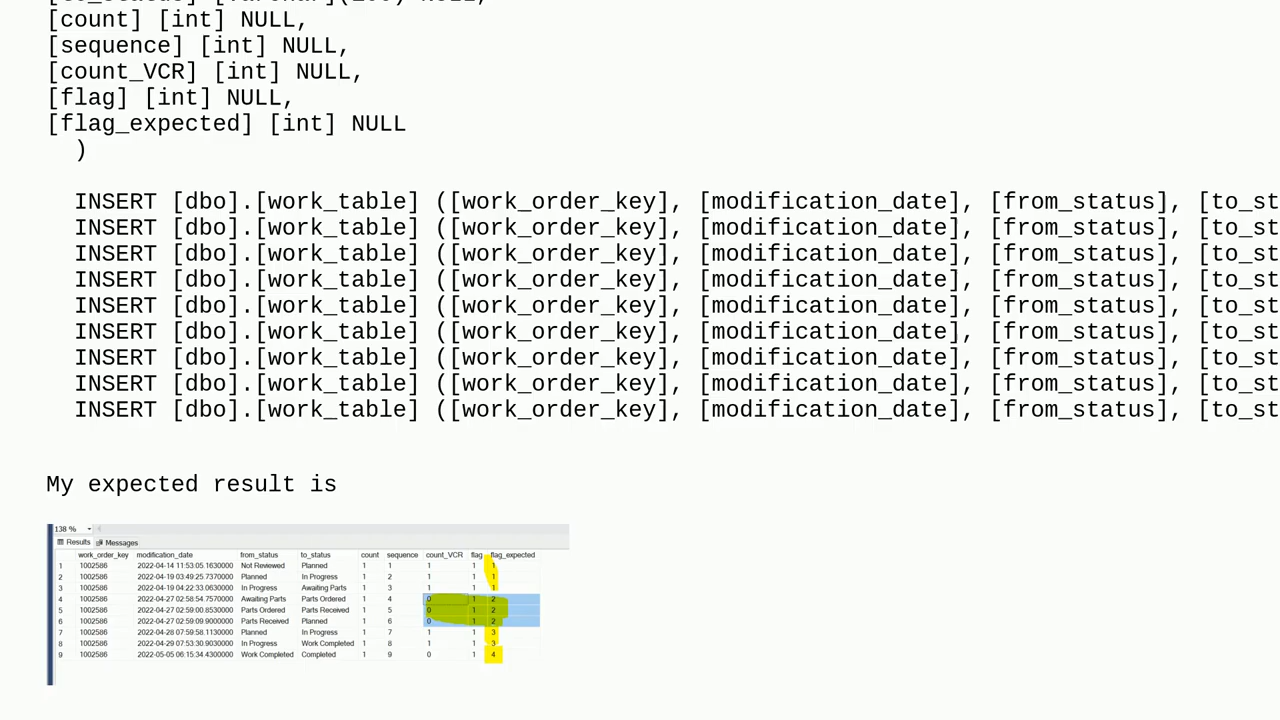 [count] [int] NULL,
[sequence] [int] NULL,
[count_VCR] [int] NULL,
[flag] [int] NULL,
[flag_expected] [int] NULL
)
INSERT [dbo].[work_table] ([work_order_key], [modification_date], [from_status], [to_st
INSERT [dbo].[work_table] ([work_order_key], [modification_date], [from_status], [to_st
INSERT [dbo].[work_table] ([work_order_key], [modification_date], [from_status], [to_st
INSERT [dbo].[work_table] ([work_order_key], [modification_date], [from_status], [to_st
INSERT [dbo].[work_table] ([work_order_key], [modification_date], [from_status], [to_st
INSERT [dbo].[work_table] ([work_order_key], [modification_date], [from_status], [to_st
INSERT [dbo].[work_table] ([work_order_key], [modification_date], [from_status], [to_st
INSERT [dbo].[work_table] ([work_order_key], [modification_date], [from_status], [to_st
INSERT [dbo].[work_table] ([work_order_key], [modification_date], [from_status], [to_st
My expected result is
138 %
Results Messages
work_order_key modification_date from_status to_status count sequence count_VCR flag flag_expected
1 1002586 2022-04-14 11:53:05.1630000 Not Reviewed Planned 1 1 1 1 1
2 1002586 2022-04-19 03:49:25.7370000 Planned In Progress 1 2 1 1 1
3 1002586 2022-04-19 04:22:33.0630000 In Progress Awaiting Parts 1 3 1 1 1
4 1002586 2022-04-27 02:58:54.7570000 Awaiting Parts Parts Ordered 1 4 0 1 2
5 1002586 2022-04-27 02:59:00.8530000 Parts Ordered Parts Received 1 5 0 1 2
6 1002586 2022-04-27 02:59:09.9000000 Parts Received Planned 1 6 0 1 2
7 1002586 2022-04-28 07:59:58.1130000 Planned In Progress 1 7 1 1 3
8 1002586 2022-04-29 07:53:30.9030000 In Progress Work Completed 1 8 1 1 3
9 1002586 2022-05-05 06:15:34.4300000 Work Completed Completed 1 9 0 1 4